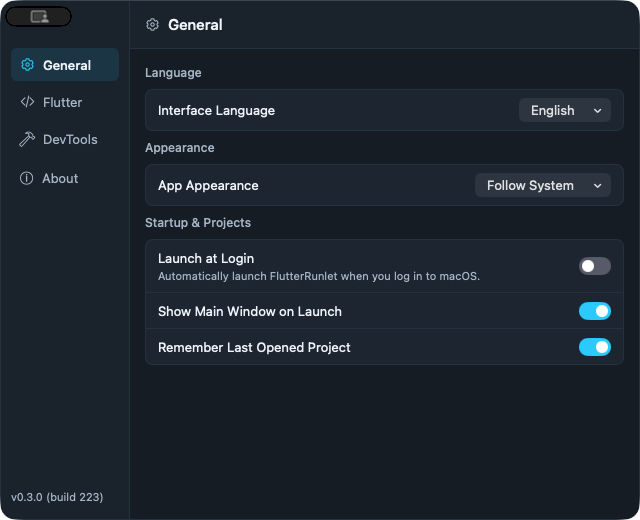 General
Flutter
DevTools
About
v0.3.0 (build 223)
General
Language
Interface Language
English
Appearance
App Appearance
Follow System
Startup & Projects
Launch at Login
Automatically launch FlutterRunlet when you log in to macOS.
Show Main Window on Launch
Remember Last Opened Project